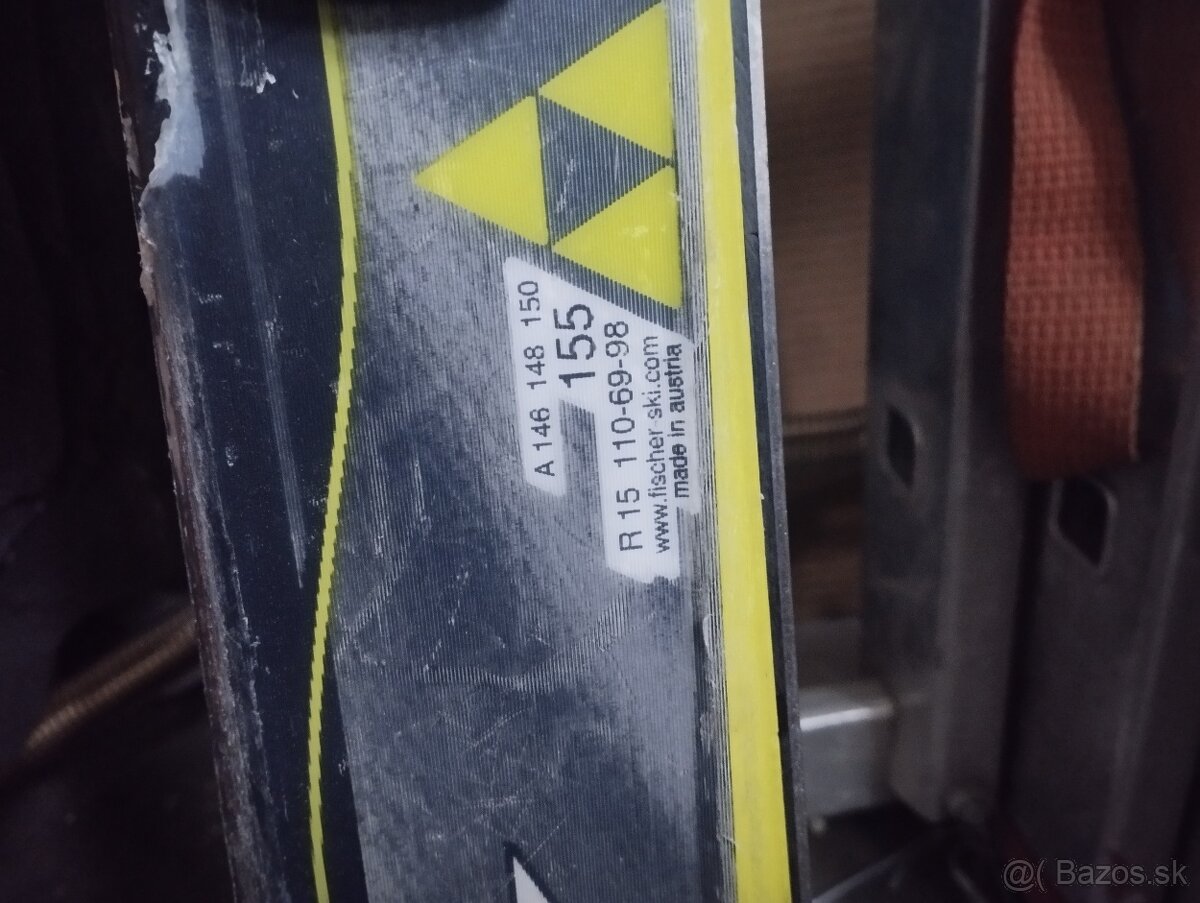 A 146 148 150
155
R 15 110-69-98
www.fischer-ski.com
made in austria
@( Bazos.sk